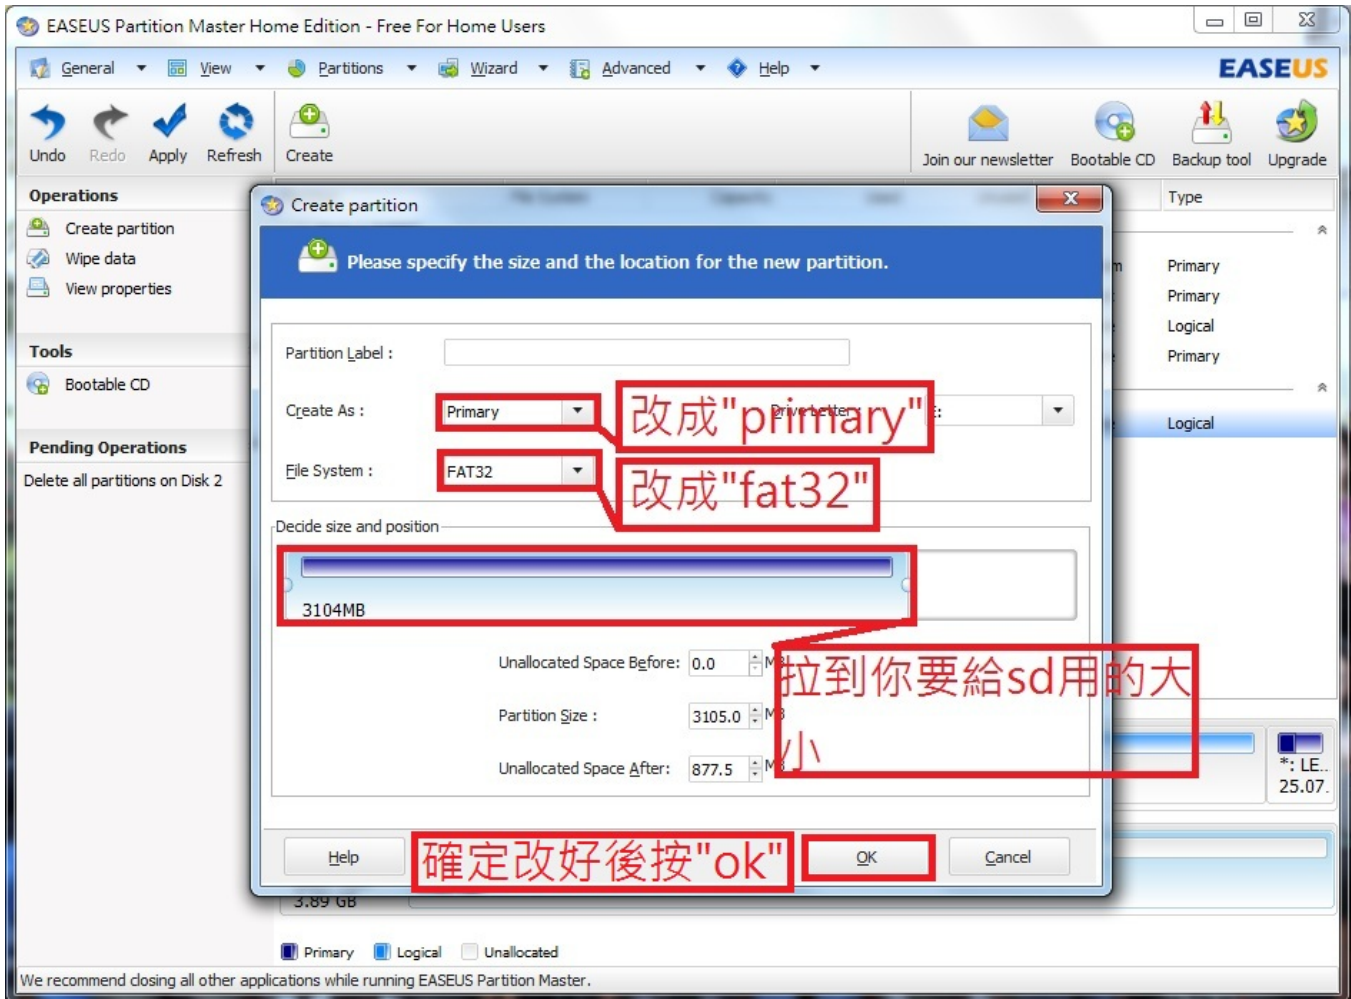 EASEUS Partition Master Home Edition - Free For Home Users
General View Partitions Wizard Advanced Help EASEUS
Undo Redo Apply Refresh Create Join our newsletter Bootable CD Backup tool Upgrade
Operations
Create partition
Wipe data
View properties
Tools
Bootable CD
Pending Operations
Delete all partitions on Disk 2
Type
Primary
Primary
Logical
Primary
Logical
Create partition
Please specify the size and the location for the new partition.
Partition Label :
Create As : Primary
改成"primary"
File System : FAT32
改成"fat32"
Decide size and position
3104MB
Unallocated Space Before: 0.0
Partition Size : 3105.0
Unallocated Space After: 877.5
拉到你要給sd用的大
小
Help
確定改好後按"ok"
OK
Cancel
*: LE...
25.07.
3.89 GB
Primary Logical Unallocated
We recommend closing all other applications while running EASEUS Partition Master.